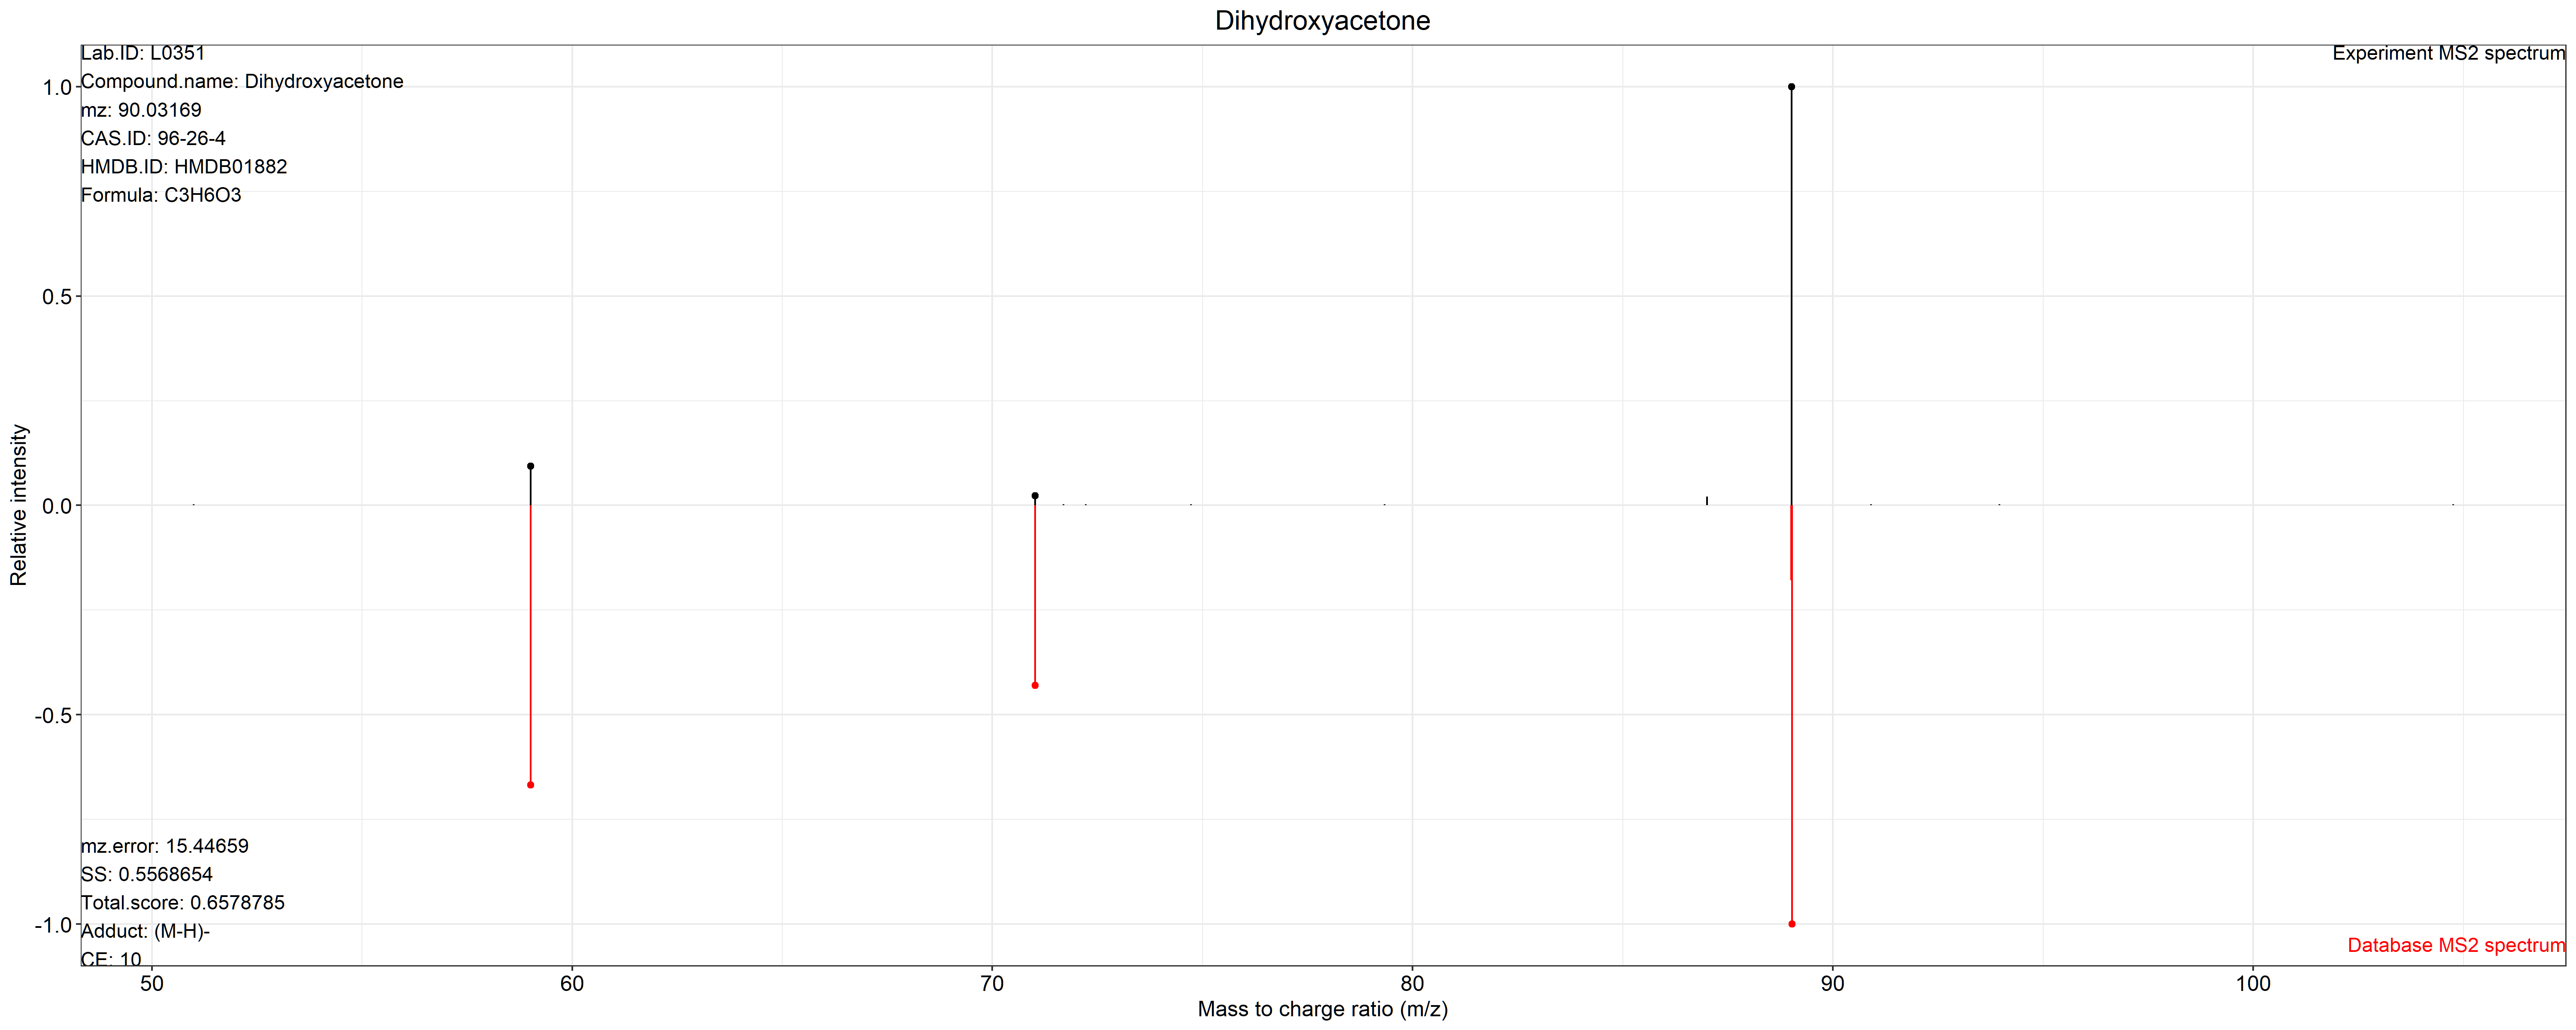 Dihydroxyacetone
Lab.ID: L0351
Compound.name: Dihydroxyacetone
mz: 90.03169
CAS.ID: 96-26-4
HMDB.ID: HMDB01882
Formula: C3H6O3
Experiment MS2 spectrum
1.0
0.5
0.0
-0.5
-1.0
Relative intensity
mz.error: 15.44659
SS: 0.5568654
Total.score: 0.6578785
Adduct: (M-H)-
CE: 10
Database MS2 spectrum
50 60 70 80 90 100
Mass to charge ratio (m/z)